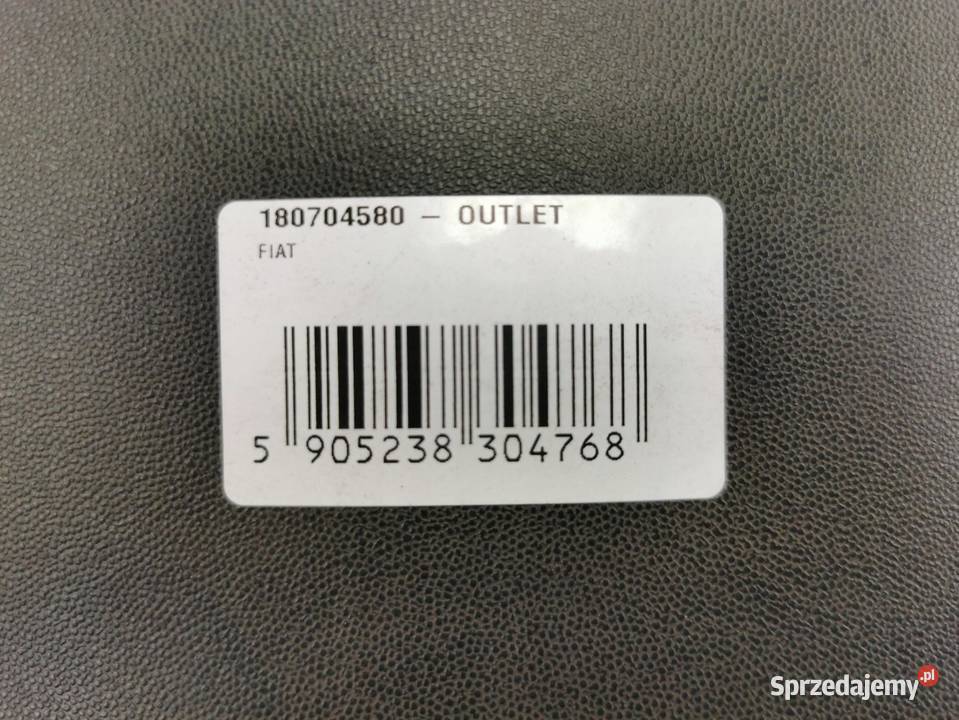 180704580 – OUTLET
FIAT
5 905238 304768
Sprzedajemy.pl